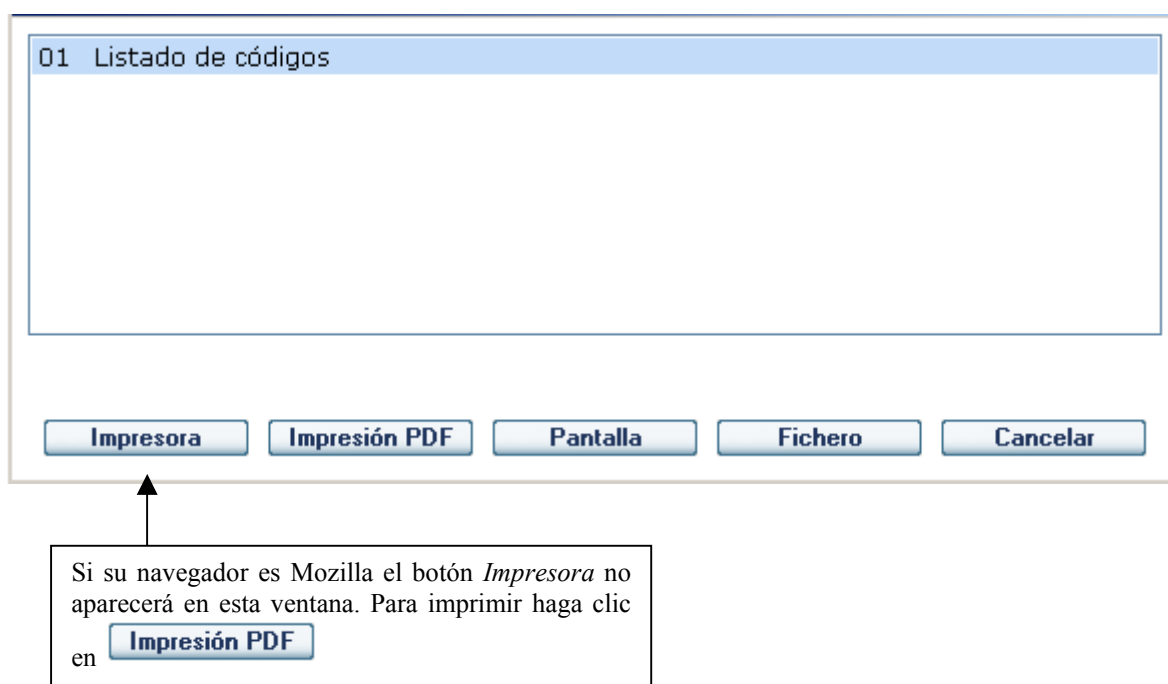 01 Listado de códigos
Impresora Impresión PDF Pantalla Fichero Cancelar
Si su navegador es Mozilla el botón Impresora no
aparecerá en esta ventana. Para imprimir haga clic
en Impresión PDF